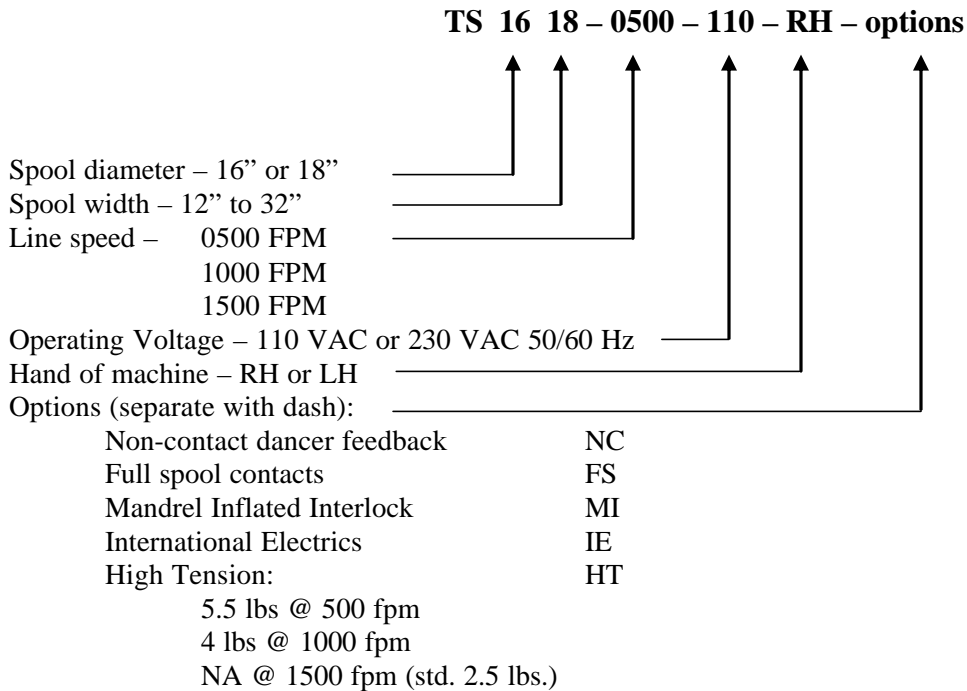 TS 16 18 – 0500 – 110 – RH – options
Spool diameter – 16” or 18”
Spool width – 12” to 32”
Line speed – 0500 FPM
1000 FPM
1500 FPM
Operating Voltage – 110 VAC or 230 VAC 50/60 Hz
Hand of machine – RH or LH
Options (separate with dash):
Non-contact dancer feedback NC
Full spool contacts FS
Mandrel Inflated Interlock MI
International Electrics IE
High Tension: HT
5.5 lbs @ 500 fpm
4 lbs @ 1000 fpm
NA @ 1500 fpm (std. 2.5 lbs.)